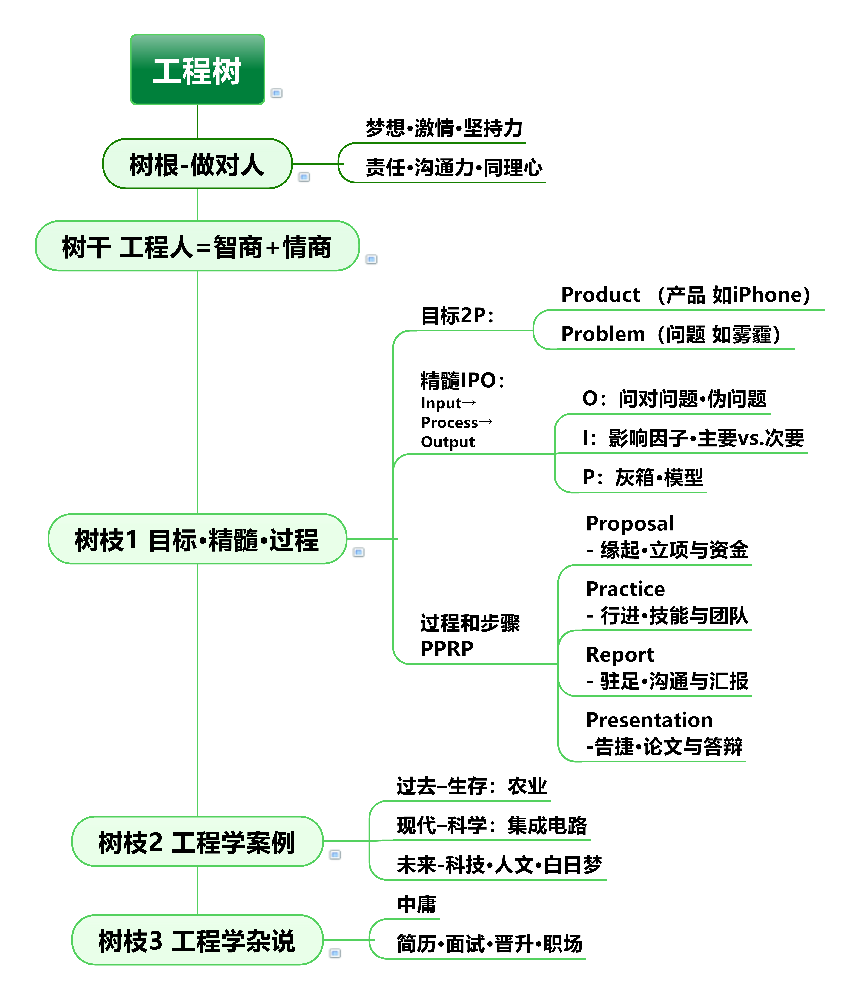 工程树
树根-做对人
梦想•激情•坚持力
责任•沟通力•同理心
树干 工程人=智商+情商
树枝1 目标•精髓•过程
目标2P：
Product （产品 如iPhone）
Problem（问题 如雾霾）
精髓IPO：
Input→
Process→
Output
O：问对问题•伪问题
I：影响因子•主要vs.次要
P：灰箱•模型
过程和步骤
PPRP
Proposal
- 缘起•立项与资金
Practice
- 行进•技能与团队
Report
- 驻足•沟通与汇报
Presentation
-告捷•论文与答辩
树枝2 工程学案例
过去–生存：农业
现代–科学：集成电路
未来-科技•人文•白日梦
树枝3 工程学杂说
中庸
简历•面试•晋升•职场